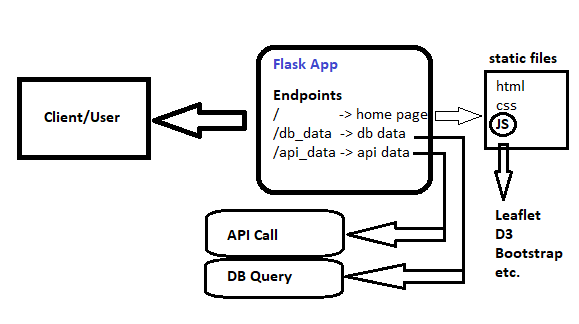 Client/User
Flask App
Endpoints
/ -> home page
/db_data -> db data
/api_data -> api data
static files
html
css
JS
Leaflet
D3
Bootstrap
etc.
API Call
DB Query